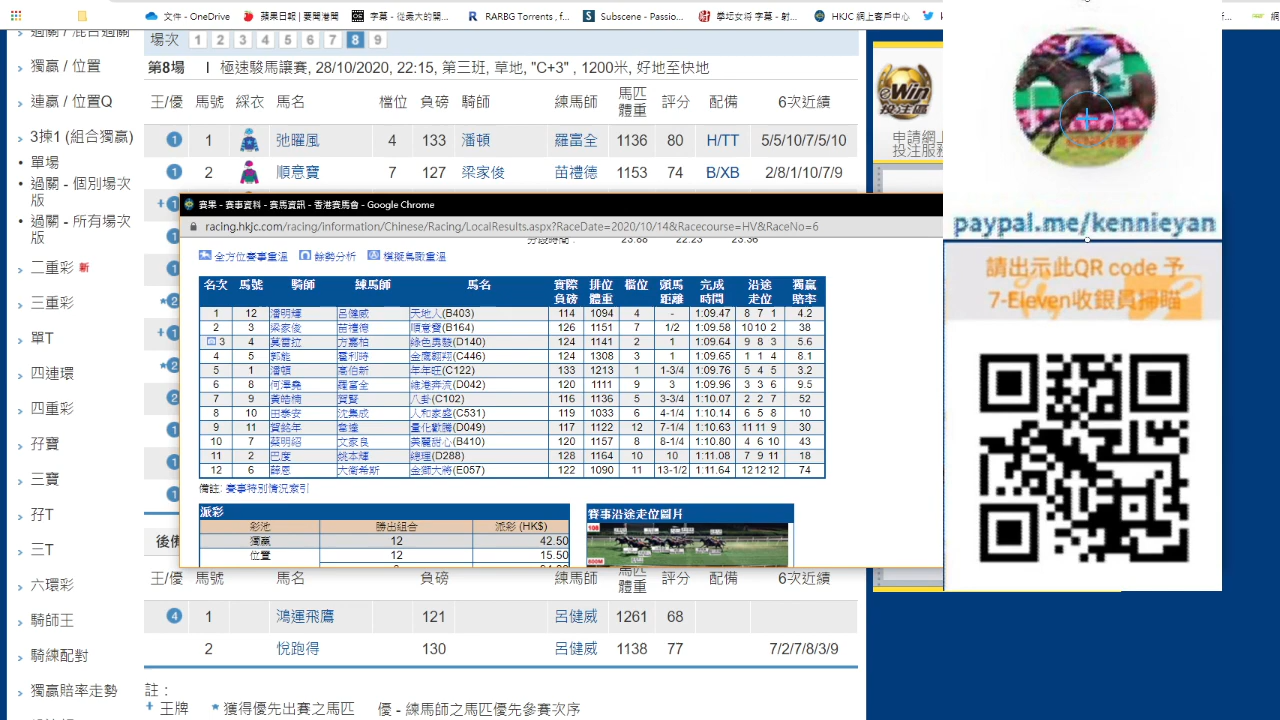 文件 - OneDrive
蘋果日報 | 要聞港聞
字幕 - 從最大的開...
RARBG Torrents , f...
Subscene - Passio...
學坛女将 字幕 - 射...
HKJC 網上客戶中心
過關 / 混合過關
獨贏 / 位置
連贏 / 位置Q
3揀1 (組合獨贏)
• 單場
• 過關 - 個別場次版
• 過關 - 所有場次版
二重彩 新
三重彩
單T
四連環
四重彩
孖寶
三寶
孖T
三T
六環彩
騎師王
騎練配對
獨贏賠率走勢
場次 1 2 3 4 5 6 7 8 9
第8場 I 極速駿馬讓賽, 28/10/2020, 22:15, 第三班, 草地, "C+3" , 1200米, 好地至快地
王/優 馬號 綵衣 馬名 檔位 負磅 騎師 練馬師 馬匹體重 評分 配備 6次近績
1 1 弛曜風 4 133 潘頓 羅富全 1136 80 H/TT 5/5/10/7/5/10
1 2 順意寶 7 127 梁家俊 苗禮德 1153 74 B/XB 2/8/1/10/7/9
賽果 - 賽事資料 - 賽馬資訊 - 香港賽馬會 - Google Chrome
racing.hkjc.com/racing/information/Chinese/Racing/LocalResults.aspx?RaceDate=2020/10/14&Racecourse=HV&RaceNo=6
分段時間 : 23.88 22.23 23.36
全方位賽事重溫 餘勢分析 模擬鳥瞰重溫
名次 馬號 騎師 練馬師 馬名 實際負磅 排位體重 檔位 頭馬距離 完成時間 沿途走位 獨贏賠率
1 12 潘明輝 呂健威 天地人(B403) 114 1094 4 - 1:09.47 8 7 1 4.2
2 3 梁家俊 苗禮德 順意寶(B164) 126 1151 7 1/2 1:09.58 10 10 2 38
3 4 莫雷拉 方嘉柏 綠色勇駿(D140) 124 1141 2 1 1:09.64 9 8 3 5.6
4 5 郭能 霍利時 金鷹翱翔(C446) 124 1308 3 1 1:09.65 1 1 4 8.1
5 1 潘頓 高伯新 年年旺(C122) 133 1213 1 1-3/4 1:09.76 5 4 5 3.2
6 8 何澤堯 羅富全 維港奔流(D042) 120 1111 9 3 1:09.96 3 3 6 9.5
7 9 黃皓楠 賀賢 八卦(C102) 116 1136 5 3-3/4 1:10.07 2 2 7 52
8 10 田泰安 沈集成 人和家盛(C531) 119 1033 6 4-1/4 1:10.14 6 5 8 10
9 11 賀銘年 告達 量化歡騰(D049) 117 1122 12 7-1/4 1:10.63 11 11 9 30
10 7 蔡明紹 文家良 美麗甜心(B410) 120 1157 8 8-1/4 1:10.80 4 6 10 43
11 2 巴度 姚本輝 總理(D288) 128 1164 10 10 1:11.08 7 9 11 18
12 6 薛恩 大衛希斯 金獅大將(E057) 122 1090 11 13-1/2 1:11.64 12 12 12 74
備註: 賽事特別情況索引
派彩
彩池 勝出組合 派彩 (HK$)
獨贏 12 42.50
位置 12 15.50
賽事沿途走位圖片
王/優 馬號 馬名 負磅 練馬師 馬匹體重 評分 6次近績
4 1 鴻運飛鷹 121 呂健威 1261 68
2 悅跑得 130 呂健威 1138 77 7/2/7/8/3/9
註 :
+ 王牌 ★ 獲得優先出賽之馬匹 優 - 練馬師之馬匹優先參賽次序
eWin
投注區
申請網上
投注服務
paypal.me/kennieyan
請出示此QR code 予
7-Eleven收銀員掃瞄